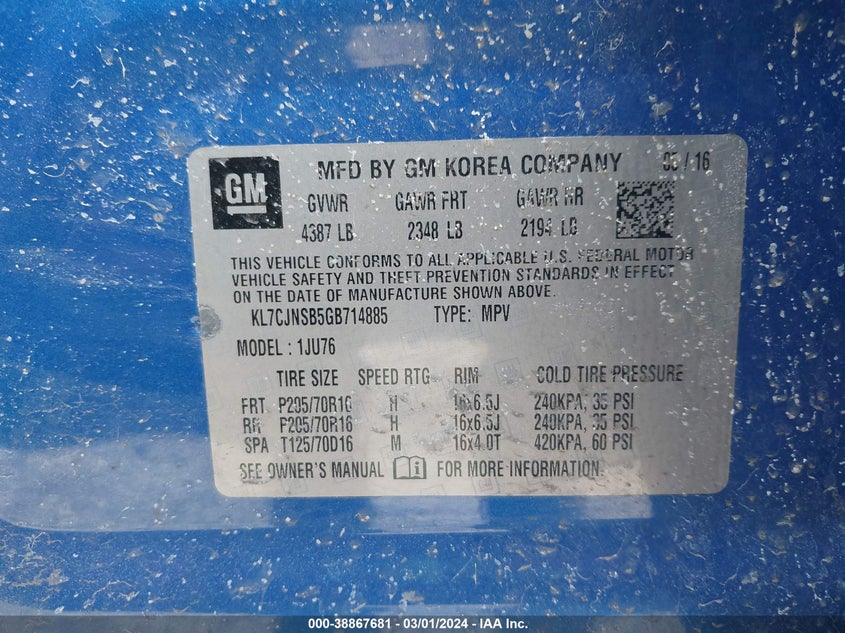 GM
MFD BY GM KOREA COMPANY 05/16
GVWR GAWR FRT GAWR RR
4387 LB 2348 LB 2194 LB
THIS VEHICLE CONFORMS TO ALL APPLICABLE U.S. FEDERAL MOTOR
VEHICLE SAFETY AND THEFT PREVENTION STANDARDS IN EFFECT
ON THE DATE OF MANUFACTURE SHOWN ABOVE.
KL7CJNSB5GB714885 TYPE: MPV
MODEL : 1JU76
TIRE SIZE SPEED RTG RIM COLD TIRE PRESSURE
FRT P205/70R16 H 16x6.5J 240KPA, 35 PSI
RR P205/70R16 H 16x6.5J 240KPA, 35 PSI
SPA T125/70D16 M 16x4.0T 420KPA, 60 PSI
SEE OWNER'S MANUAL FOR MORE INFORMATION.
000-38867681 - 03/01/2024 - IAAI.COM